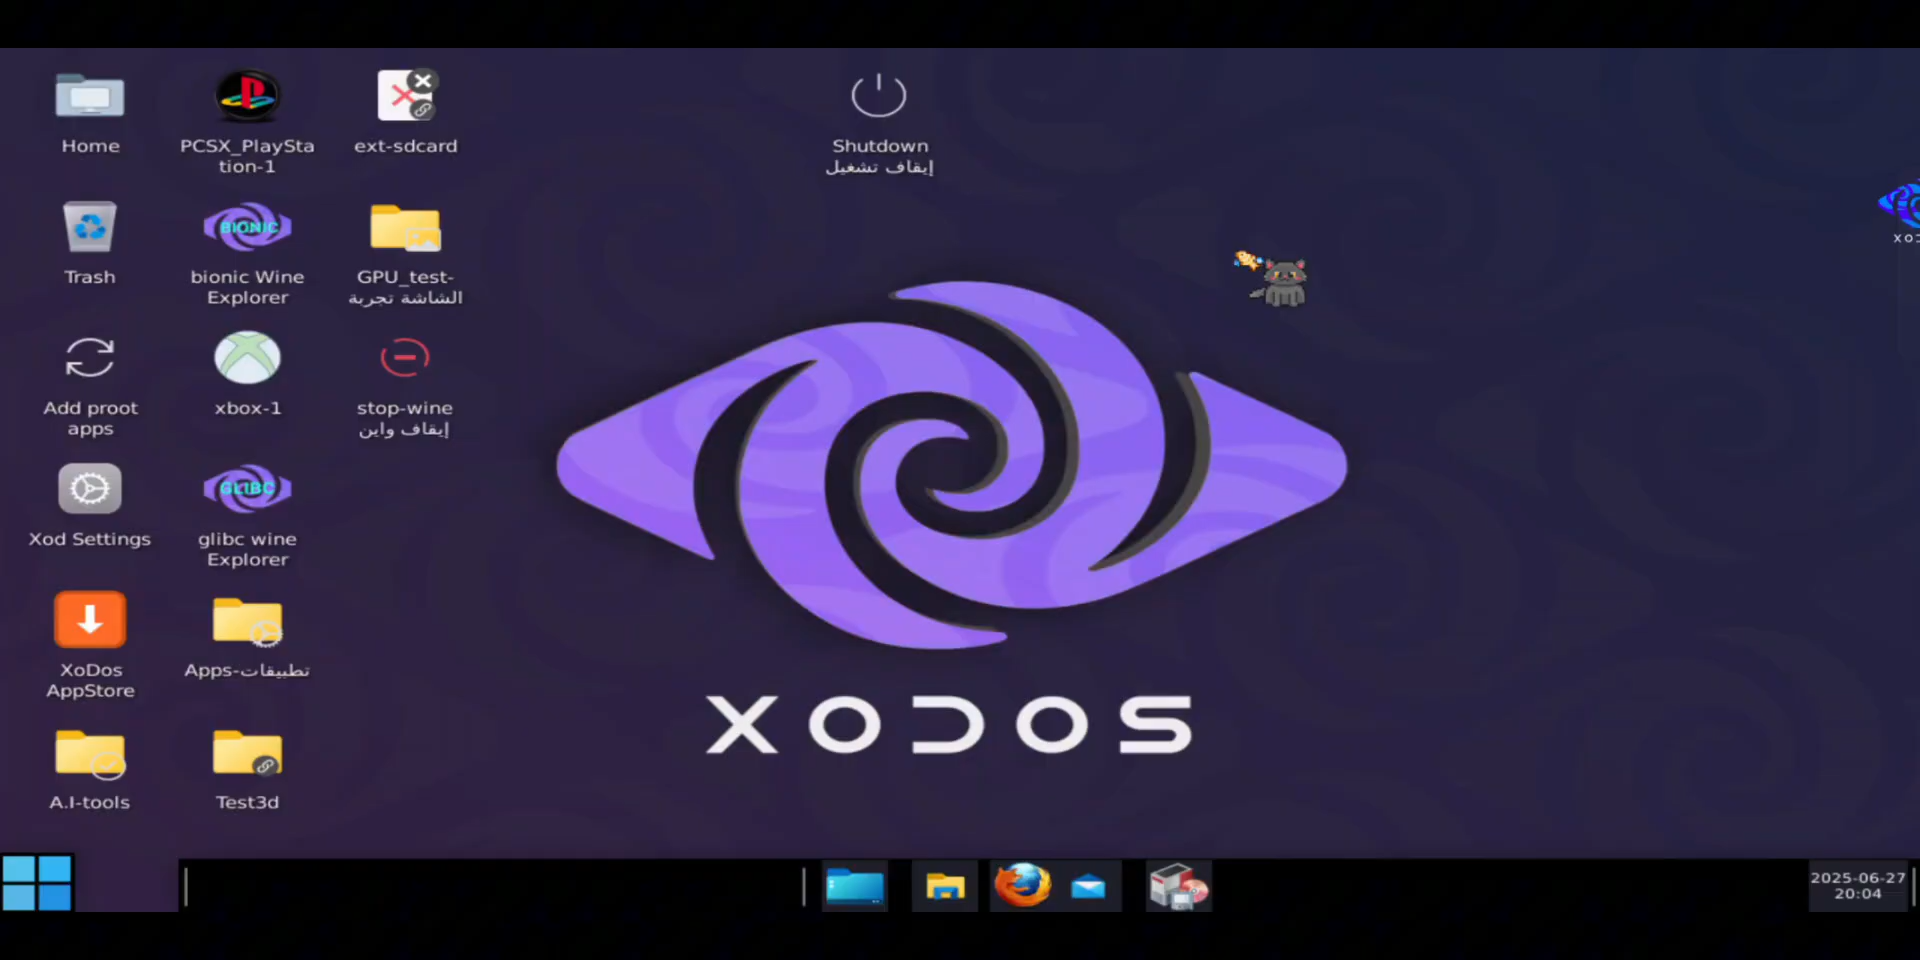 Home
PCSX_PlaySta
tion-1
ext-sdcard
Shutdown
إيقاف تشغيل
Trash
bionic Wine
Explorer
BIONIC
GPU_test-
الشاشة تجربة
Add proot
apps
xbox-1
stop-wine
إيقاف واين
Xod Settings
GLIBC
glibc wine
Explorer
XoDos
AppStore
Apps-تطبيقات
A.I-tools
Test3d
XODOS
2025-06-27
20:04